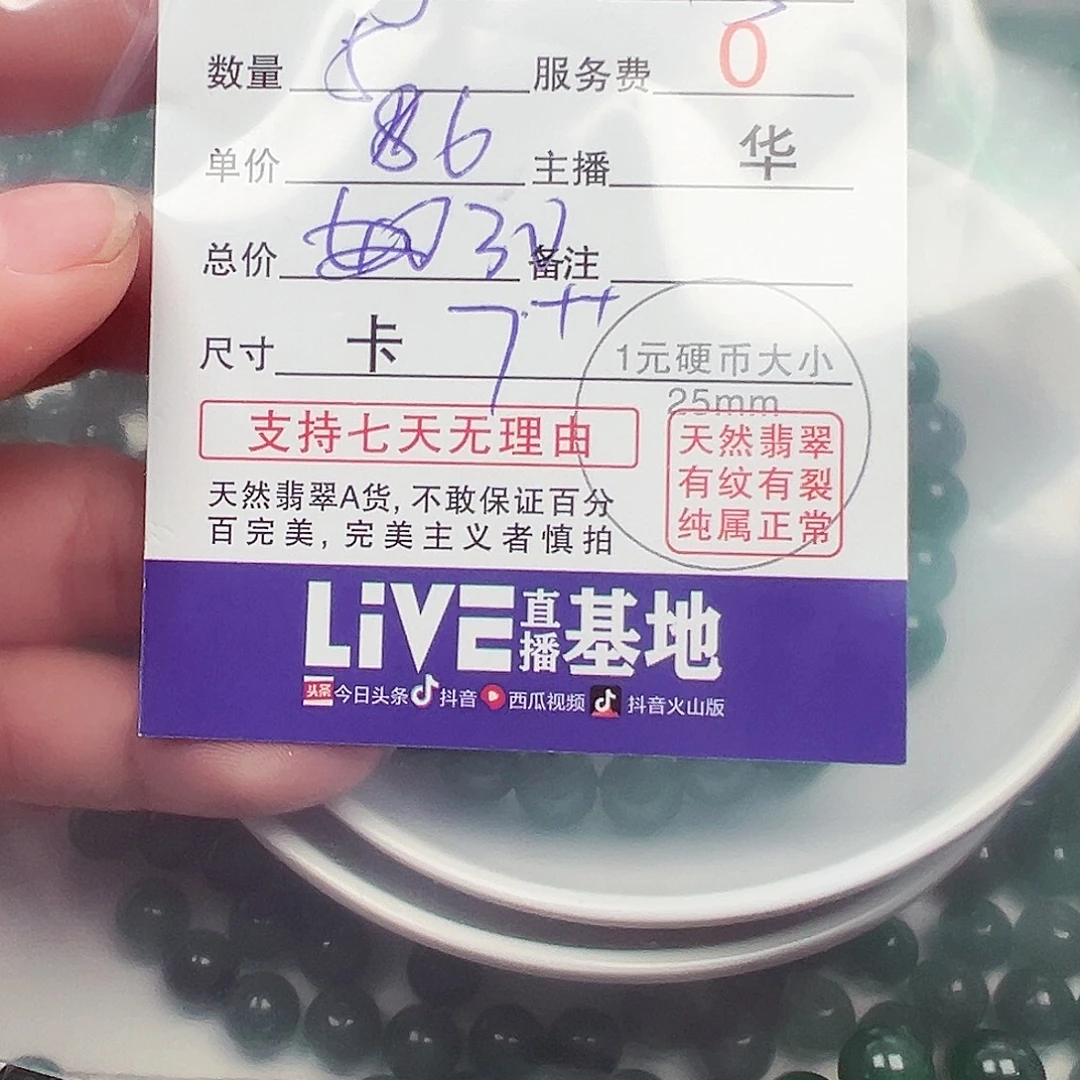 数量 5 服务费 0
单价 86 主播 华
总价 430 备注
尺寸 卡 7.++ 1元硬币大小
25mm
支持七天无理由
天然翡翠
有纹有裂
纯属正常
天然翡翠A货,不敢保证百分
百完美,完美主义者慎拍
LiVE直播基地
头条 今日头条 抖音 西瓜视频 抖音火山版